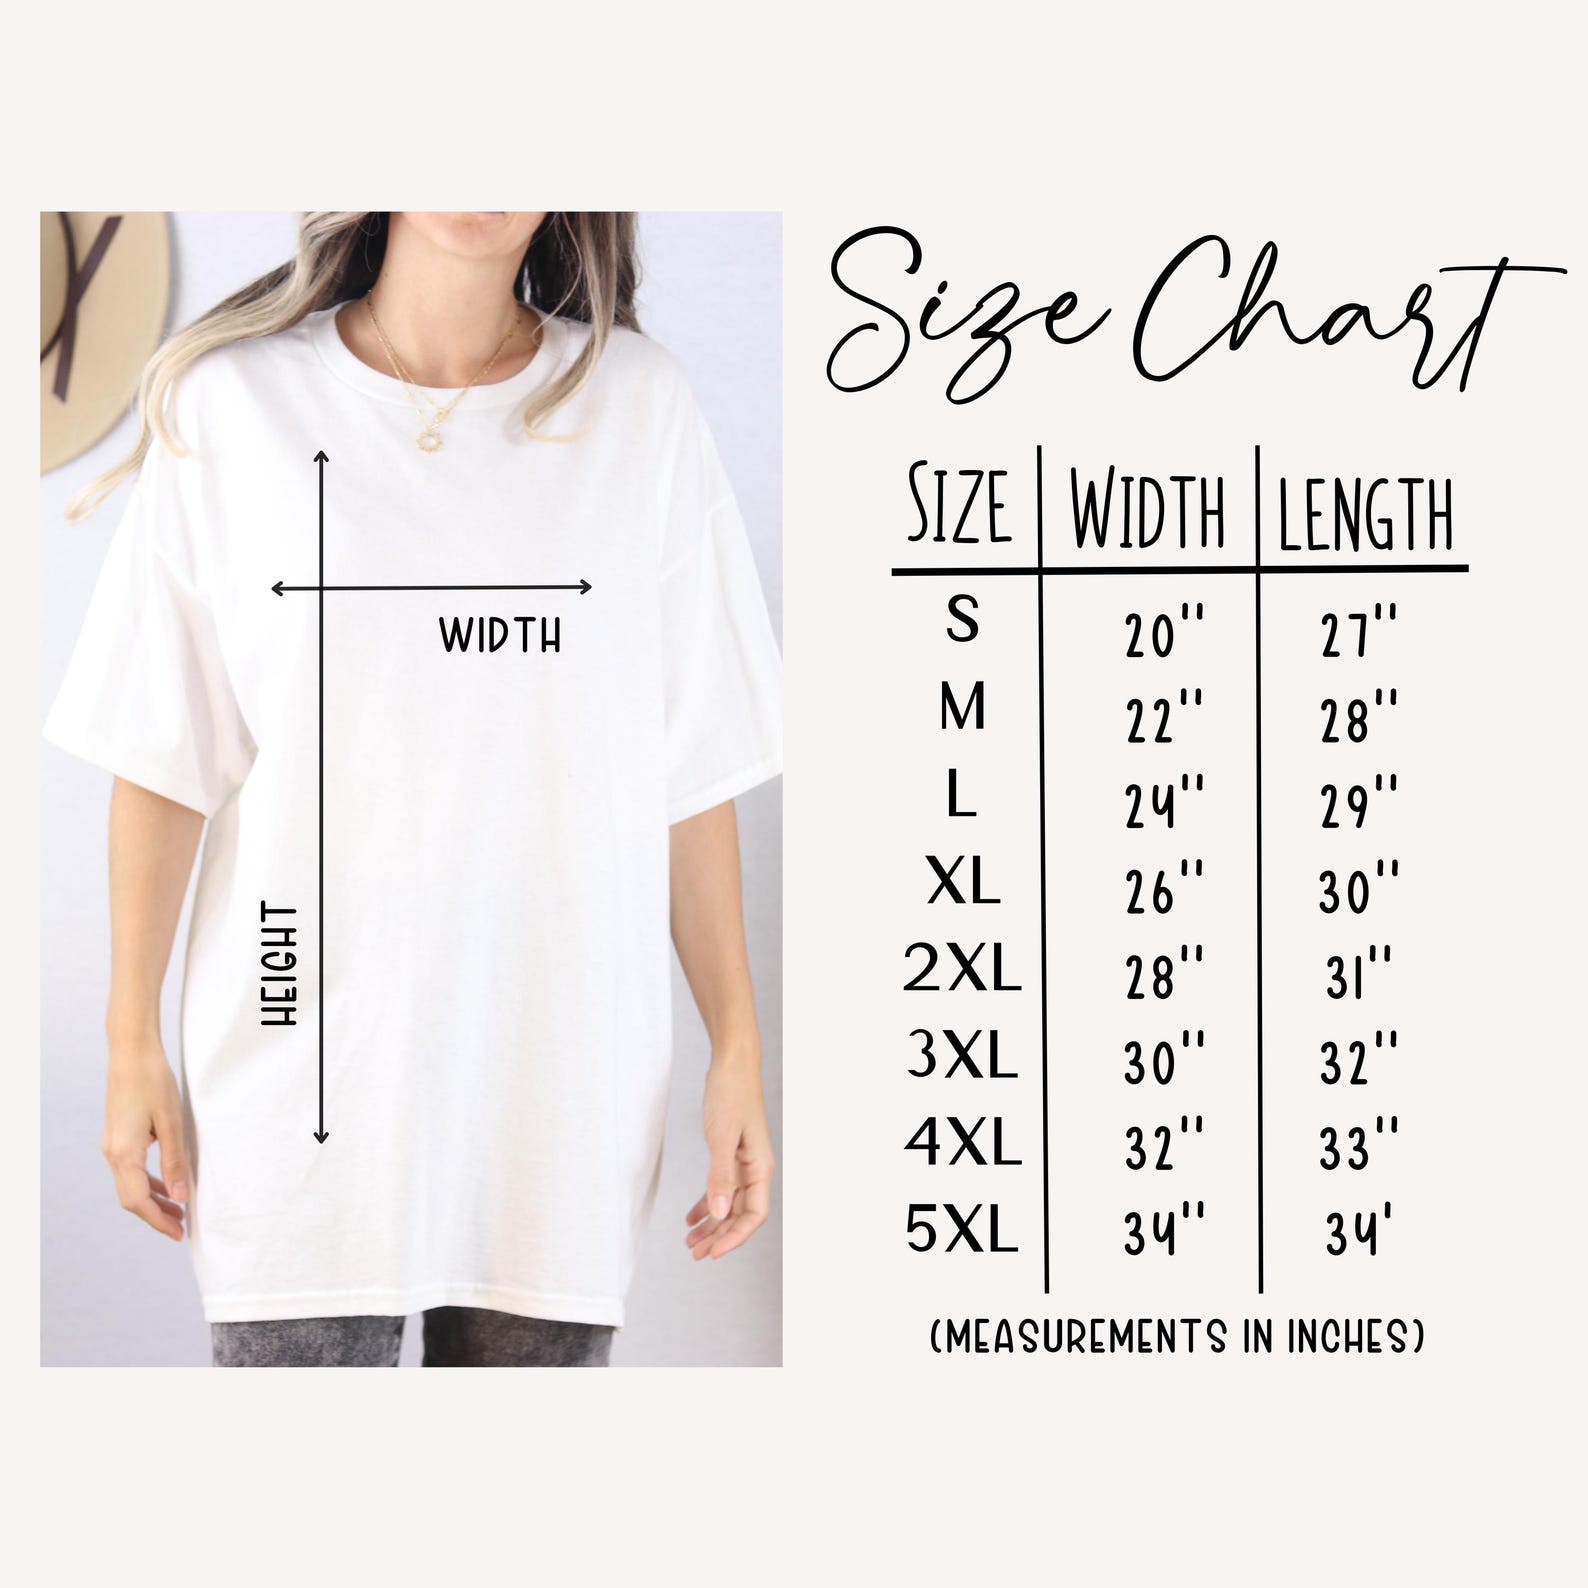 Size Chart
SIZE WIDTH LENGTH
S 20" 27"
M 22" 28"
L 24" 29"
XL 26" 30"
2XL 28" 31"
3XL 30" 32"
4XL 32" 33"
5XL 34" 34'
(MEASUREMENTS IN INCHES)
WIDTH
HEIGHT